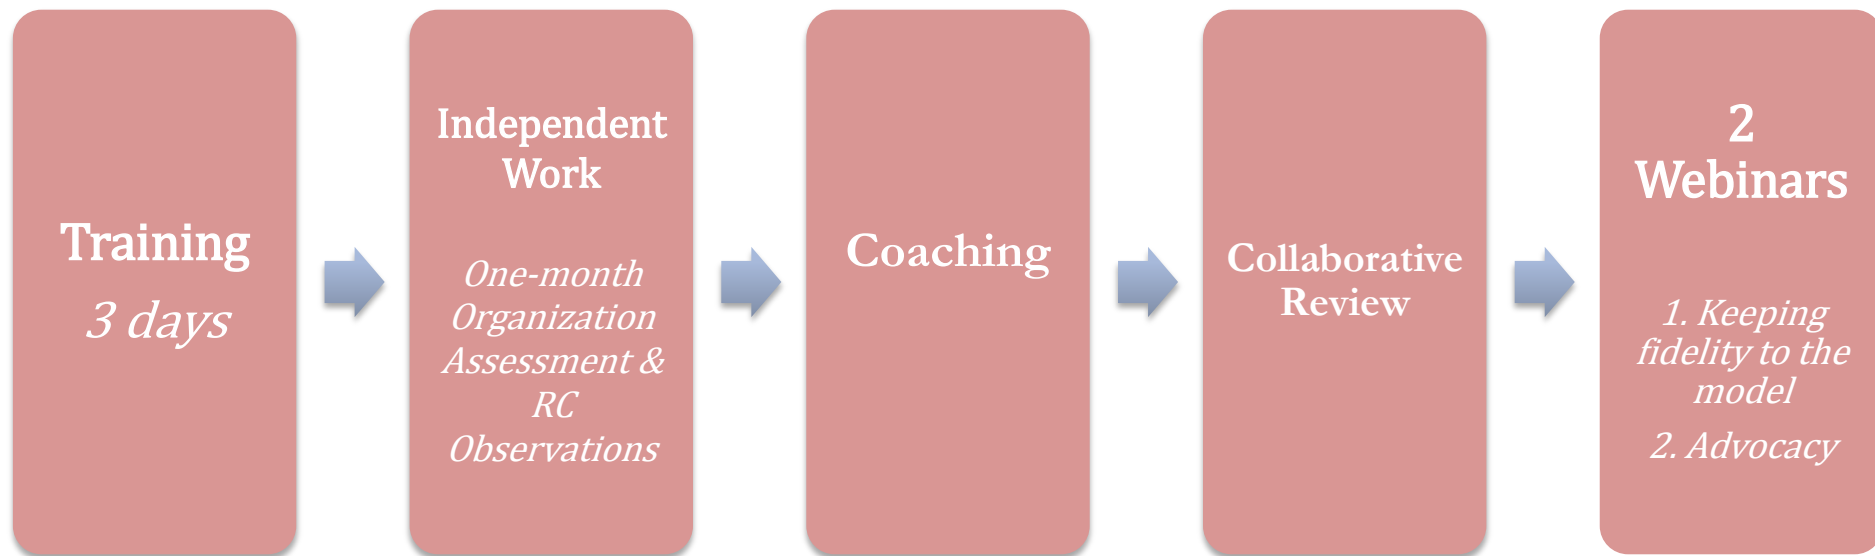 Training
3 days
Independent
Work
One-month
Organization
Assessment &
RC
Observations
Coaching
Collaborative
Review
2
Webinars
1. Keeping
fidelity to the
model
2. Advocacy